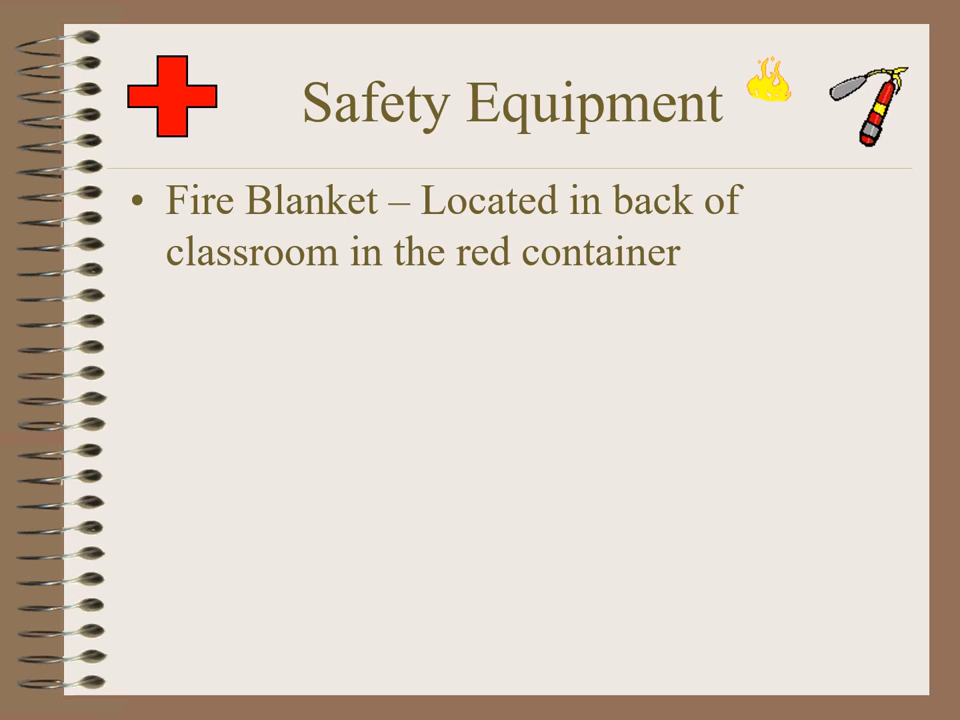 Safety Equipment
• Fire Blanket – Located in back of
classroom in the red container